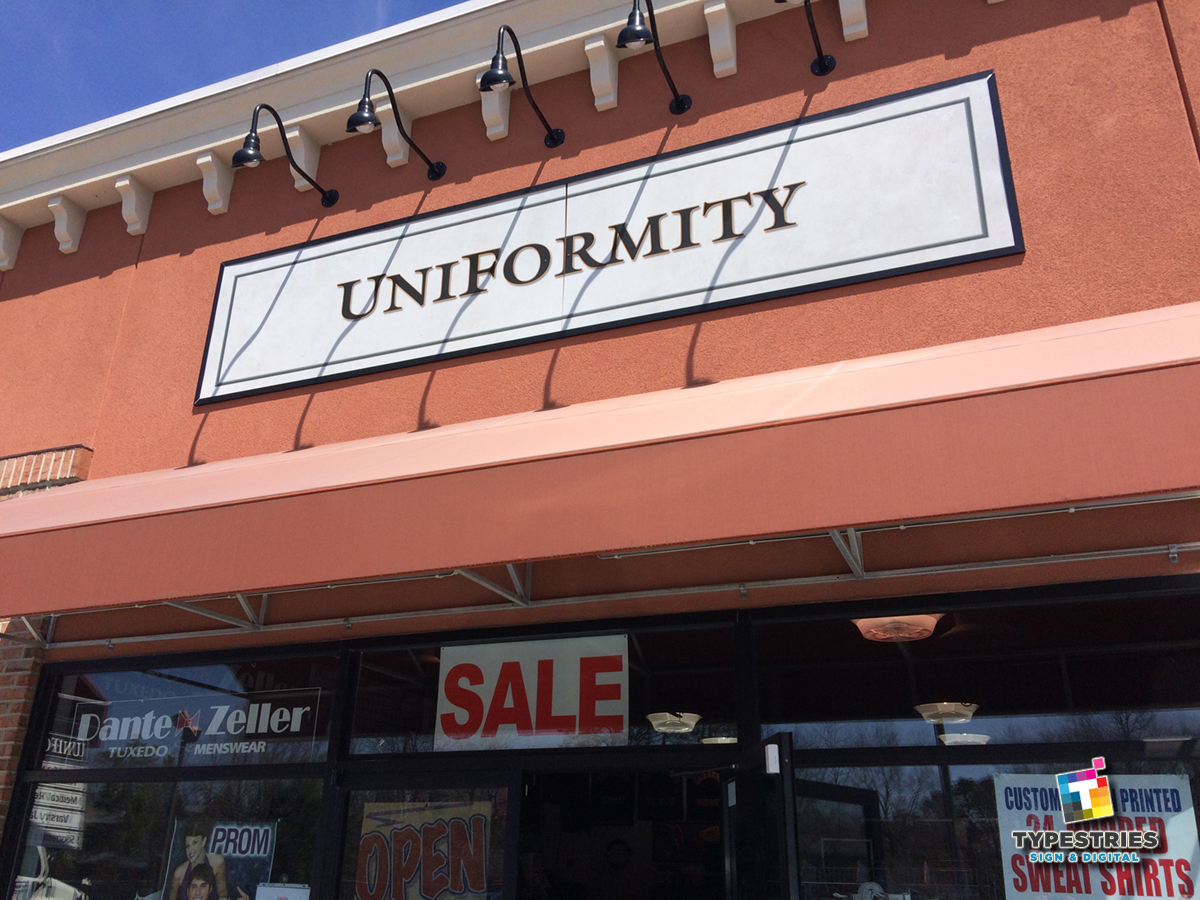 UNIFORMITY
SALE
Dante Zeller
TUXEDO MENSWEAR
PROM
OPEN
CUSTOM PRINTED
SWEAT SHIRTS
TYPESTRIES
SIGN & DIGITAL